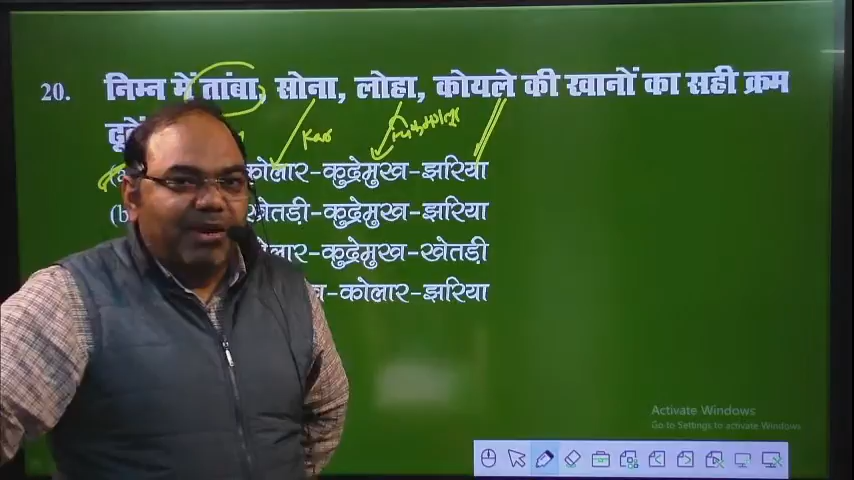 20. निम्न में तांबा, सोना, लोहा, कोयले की खानों का सही क्रम
ढूढें
कोलार-कुद्रेमुख-झरिया
(b खेतड़ी-कुद्रेमुख-झरिया
कुद्रेमुख-खेतड़ी
कोलार-झरिया
Activate Windows
Go to Settings to activate Windows.